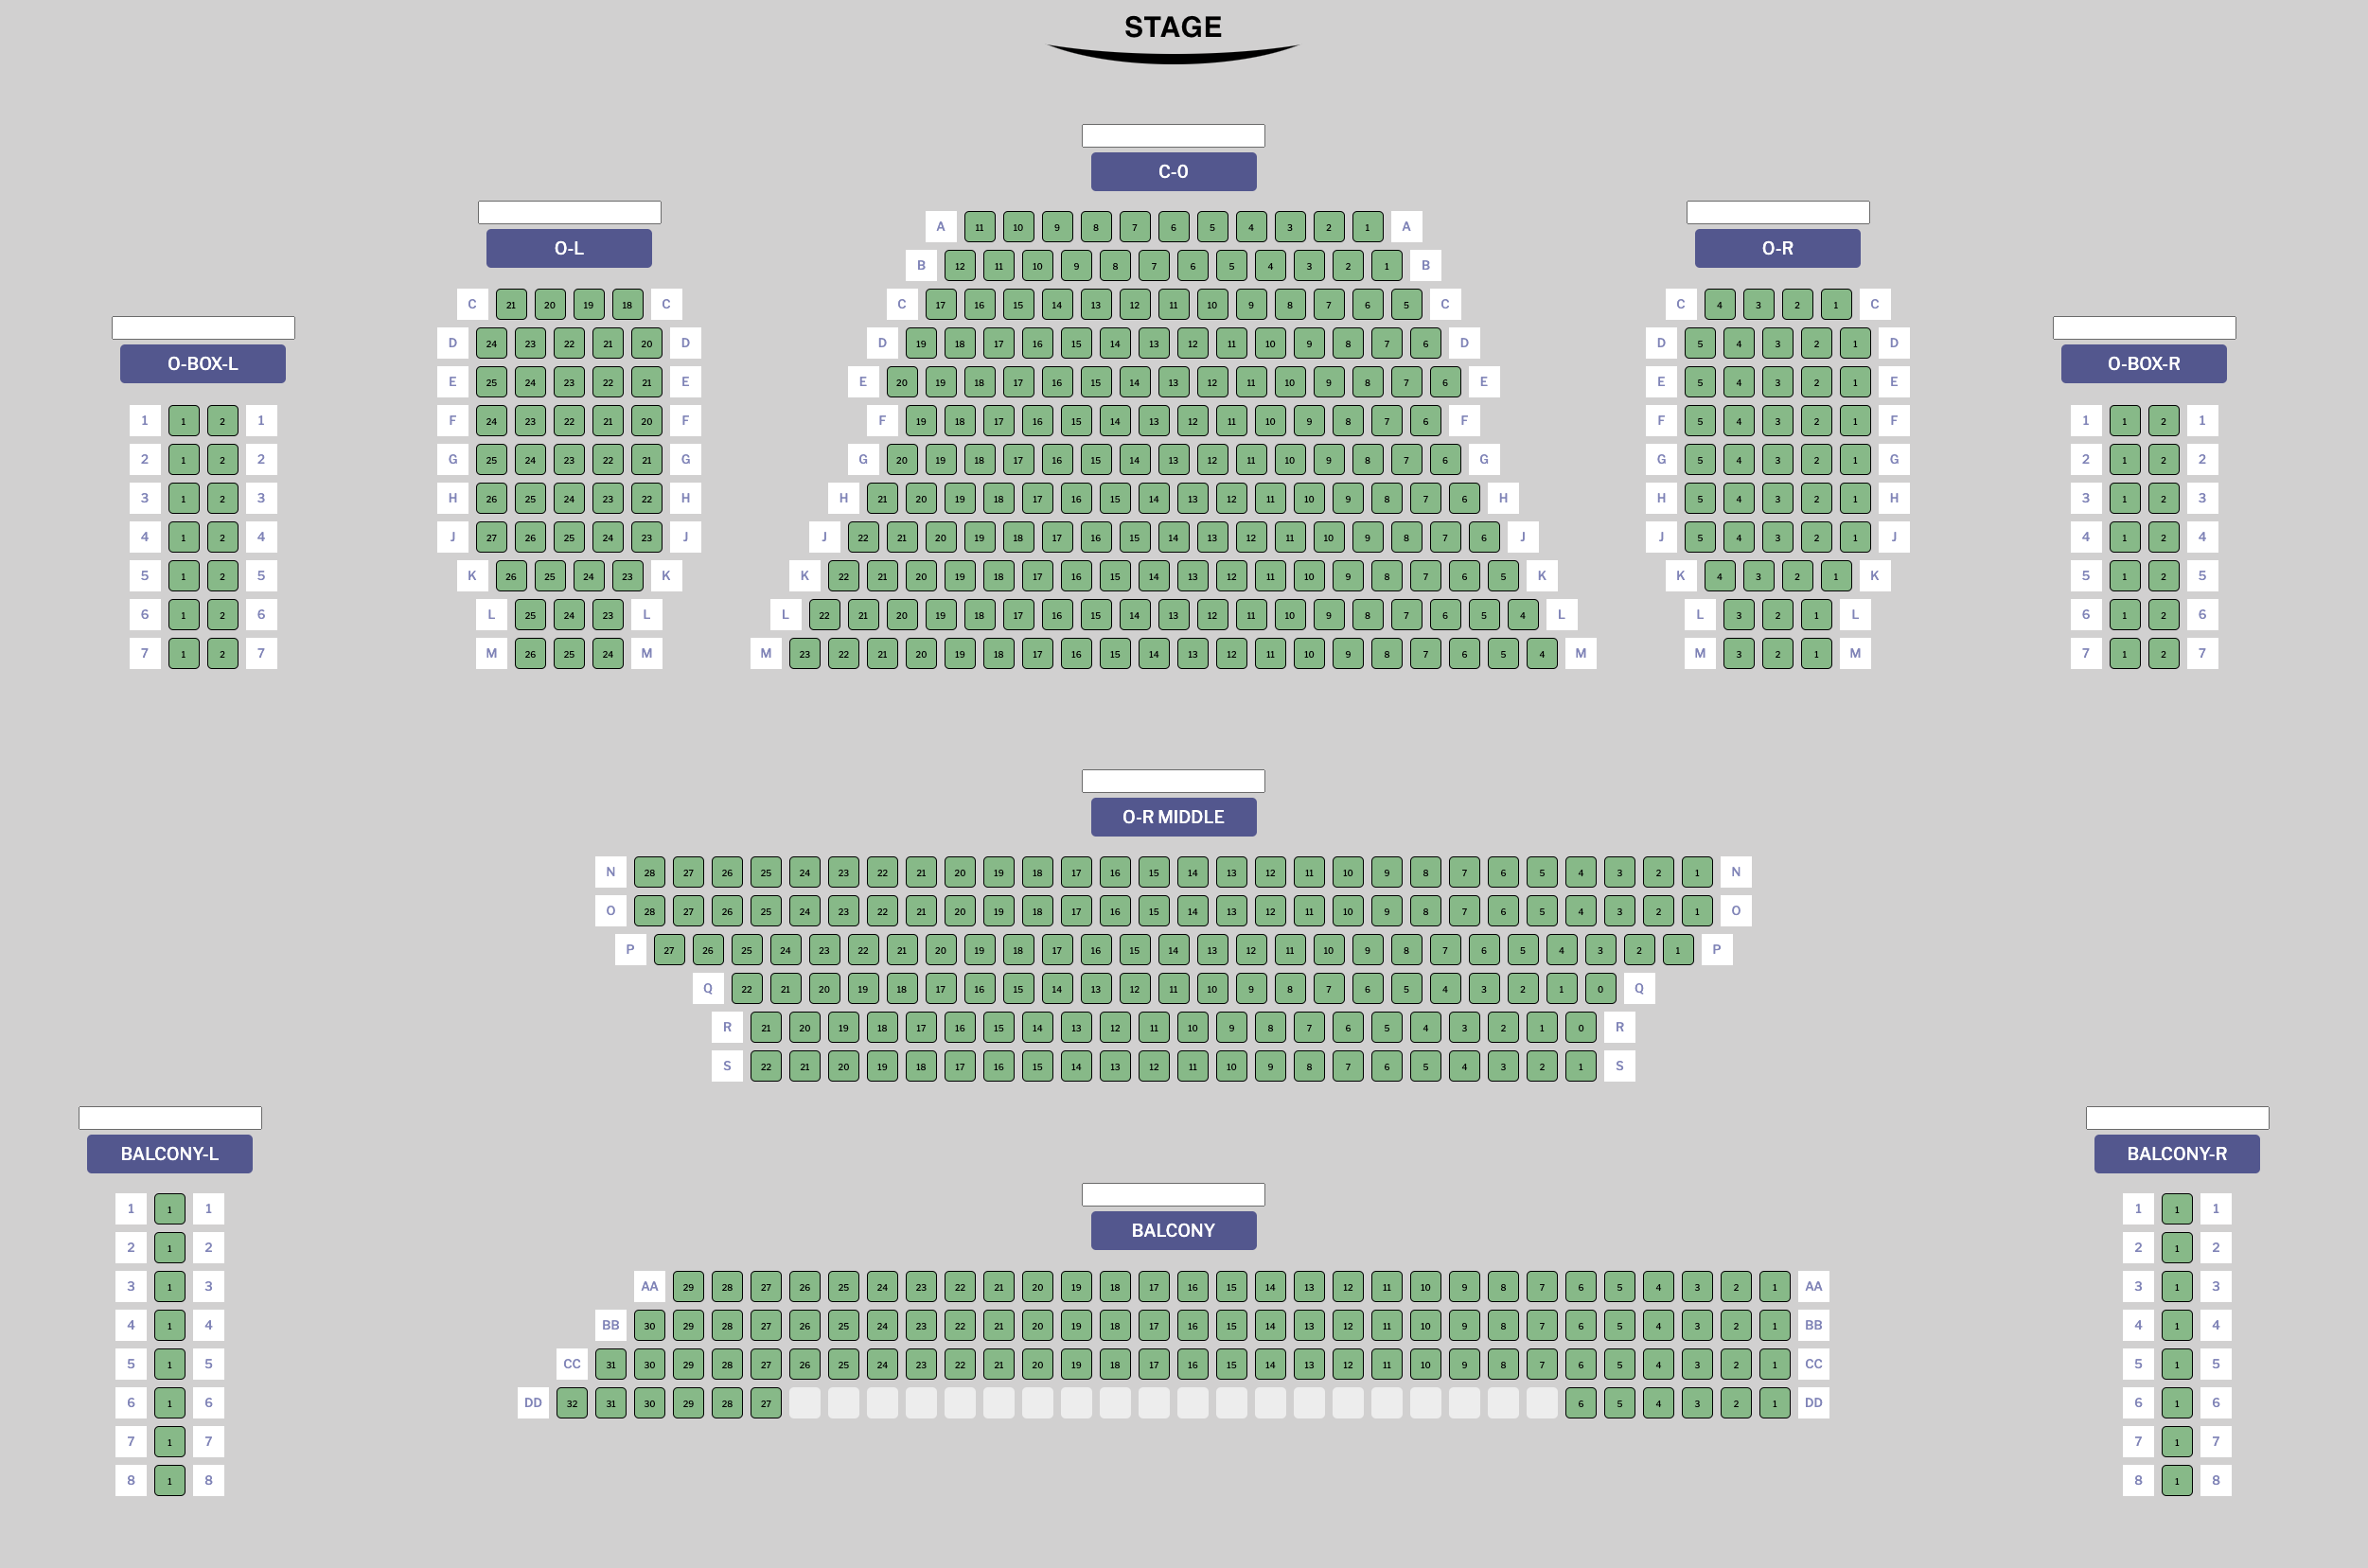 STAGE
C-0
A 11 10 9 8 7 6 5 4 3 2 1 A
B 12 11 10 9 8 7 6 5 4 3 2 1 B
C 17 16 15 14 13 12 11 10 9 8 7 6 5 C
D 19 18 17 16 15 14 13 12 11 10 9 8 7 6 D
E 20 19 18 17 16 15 14 13 12 11 10 9 8 7 6 E
F 19 18 17 16 15 14 13 12 11 10 9 8 7 6 F
G 20 19 18 17 16 15 14 13 12 11 10 9 8 7 6 G
H 21 20 19 18 17 16 15 14 13 12 11 10 9 8 7 6 H
J 22 21 20 19 18 17 16 15 14 13 12 11 10 9 8 7 6 J
K 22 21 20 19 18 17 16 15 14 13 12 11 10 9 8 7 6 5 K
L 22 21 20 19 18 17 16 15 14 13 12 11 10 9 8 7 6 5 4 L
M 23 22 21 20 19 18 17 16 15 14 13 12 11 10 9 8 7 6 5 4 M
O-L
C 21 20 19 18 C
D 24 23 22 21 20 D
E 25 24 23 22 21 E
F 24 23 22 21 20 F
G 25 24 23 22 21 G
H 26 25 24 23 22 H
J 27 26 25 24 23 J
K 26 25 24 23 K
L 25 24 23 L
M 26 25 24 M
O-R
C 4 3 2 1 C
D 5 4 3 2 1 D
E 5 4 3 2 1 E
F 5 4 3 2 1 F
G 5 4 3 2 1 G
H 5 4 3 2 1 H
J 5 4 3 2 1 J
K 4 3 2 1 K
L 3 2 1 L
M 3 2 1 M
O-BOX-L
1 1 2 1
2 1 2 2
3 1 2 3
4 1 2 4
5 1 2 5
6 1 2 6
7 1 2 7
O-BOX-R
1 1 2 1
2 1 2 2
3 1 2 3
4 1 2 4
5 1 2 5
6 1 2 6
7 1 2 7
O-R MIDDLE
N 28 27 26 25 24 23 22 21 20 19 18 17 16 15 14 13 12 11 10 9 8 7 6 5 4 3 2 1 N
O 28 27 26 25 24 23 22 21 20 19 18 17 16 15 14 13 12 11 10 9 8 7 6 5 4 3 2 1 O
P 27 26 25 24 23 22 21 20 19 18 17 16 15 14 13 12 11 10 9 8 7 6 5 4 3 2 1 P
Q 22 21 20 19 18 17 16 15 14 13 12 11 10 9 8 7 6 5 4 3 2 1 0 Q
R 21 20 19 18 17 16 15 14 13 12 11 10 9 8 7 6 5 4 3 2 1 0 R
S 22 21 20 19 18 17 16 15 14 13 12 11 10 9 8 7 6 5 4 3 2 1 S
BALCONY-L
1 1 1
2 1 2
3 1 3
4 1 4
5 1 5
6 1 6
7 1 7
8 1 8
BALCONY
AA 29 28 27 26 25 24 23 22 21 20 19 18 17 16 15 14 13 12 11 10 9 8 7 6 5 4 3 2 1 AA
BB 30 29 28 27 26 25 24 23 22 21 20 19 18 17 16 15 14 13 12 11 10 9 8 7 6 5 4 3 2 1 BB
CC 31 30 29 28 27 26 25 24 23 22 21 20 19 18 17 16 15 14 13 12 11 10 9 8 7 6 5 4 3 2 1 CC
DD 32 31 30 29 28 27 6 5 4 3 2 1 DD
BALCONY-R
1 1 1
2 1 2
3 1 3
4 1 4
5 1 5
6 1 6
7 1 7
8 1 8